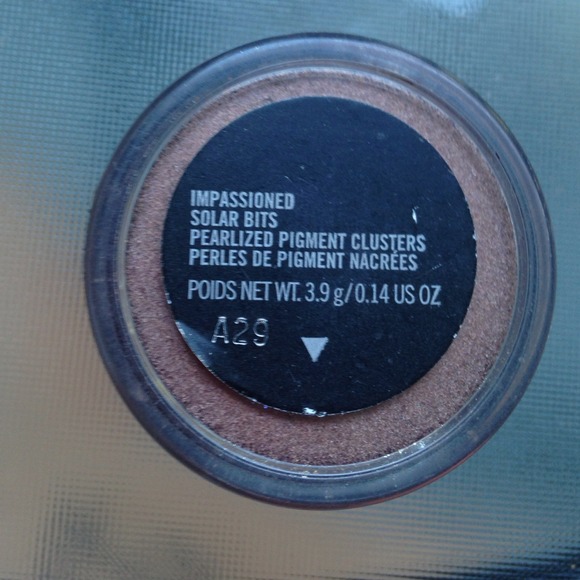 IMPASSIONED
SOLAR BITS
PEARLIZED PIGMENT CLUSTERS
PERLES DE PIGMENT NACRÉES
POIDS NET WT. 3.9 g/0.14 US OZ
A29